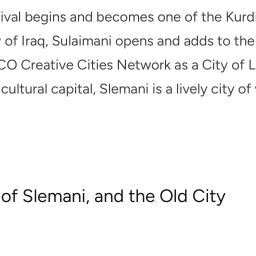 ival begins and becomes one of the Kurd
of Iraq, Sulaimani opens and adds to the
CO Creative Cities Network as a City of L
cultural capital, Slemani is a lively city of
of Slemani, and the Old City